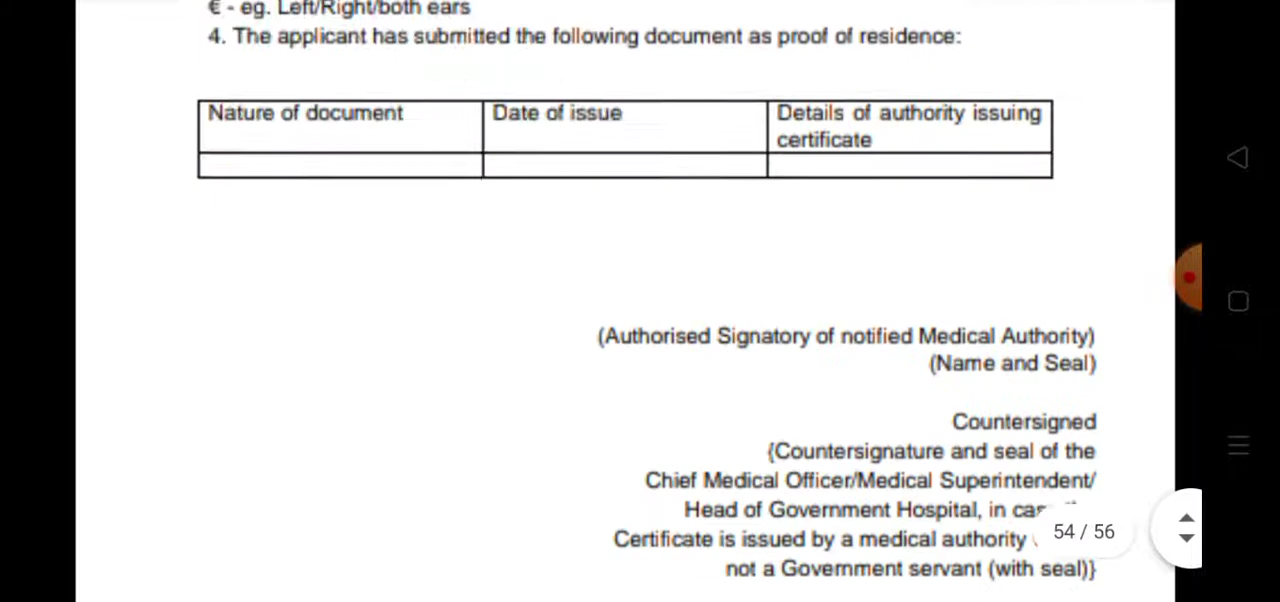 € - eg. Left/Right/both ears
4. The applicant has submitted the following document as proof of residence:
Nature of document
Date of issue
Details of authority issuing
certificate
(Authorised Signatory of notified Medical Authority)
(Name and Seal)
Countersigned
{Countersignature and seal of the
Chief Medical Officer/Medical Superintendent/
Head of Government Hospital, in
Certificate is issued by a medical authority
not a Government servant (with seal)}
54 / 56